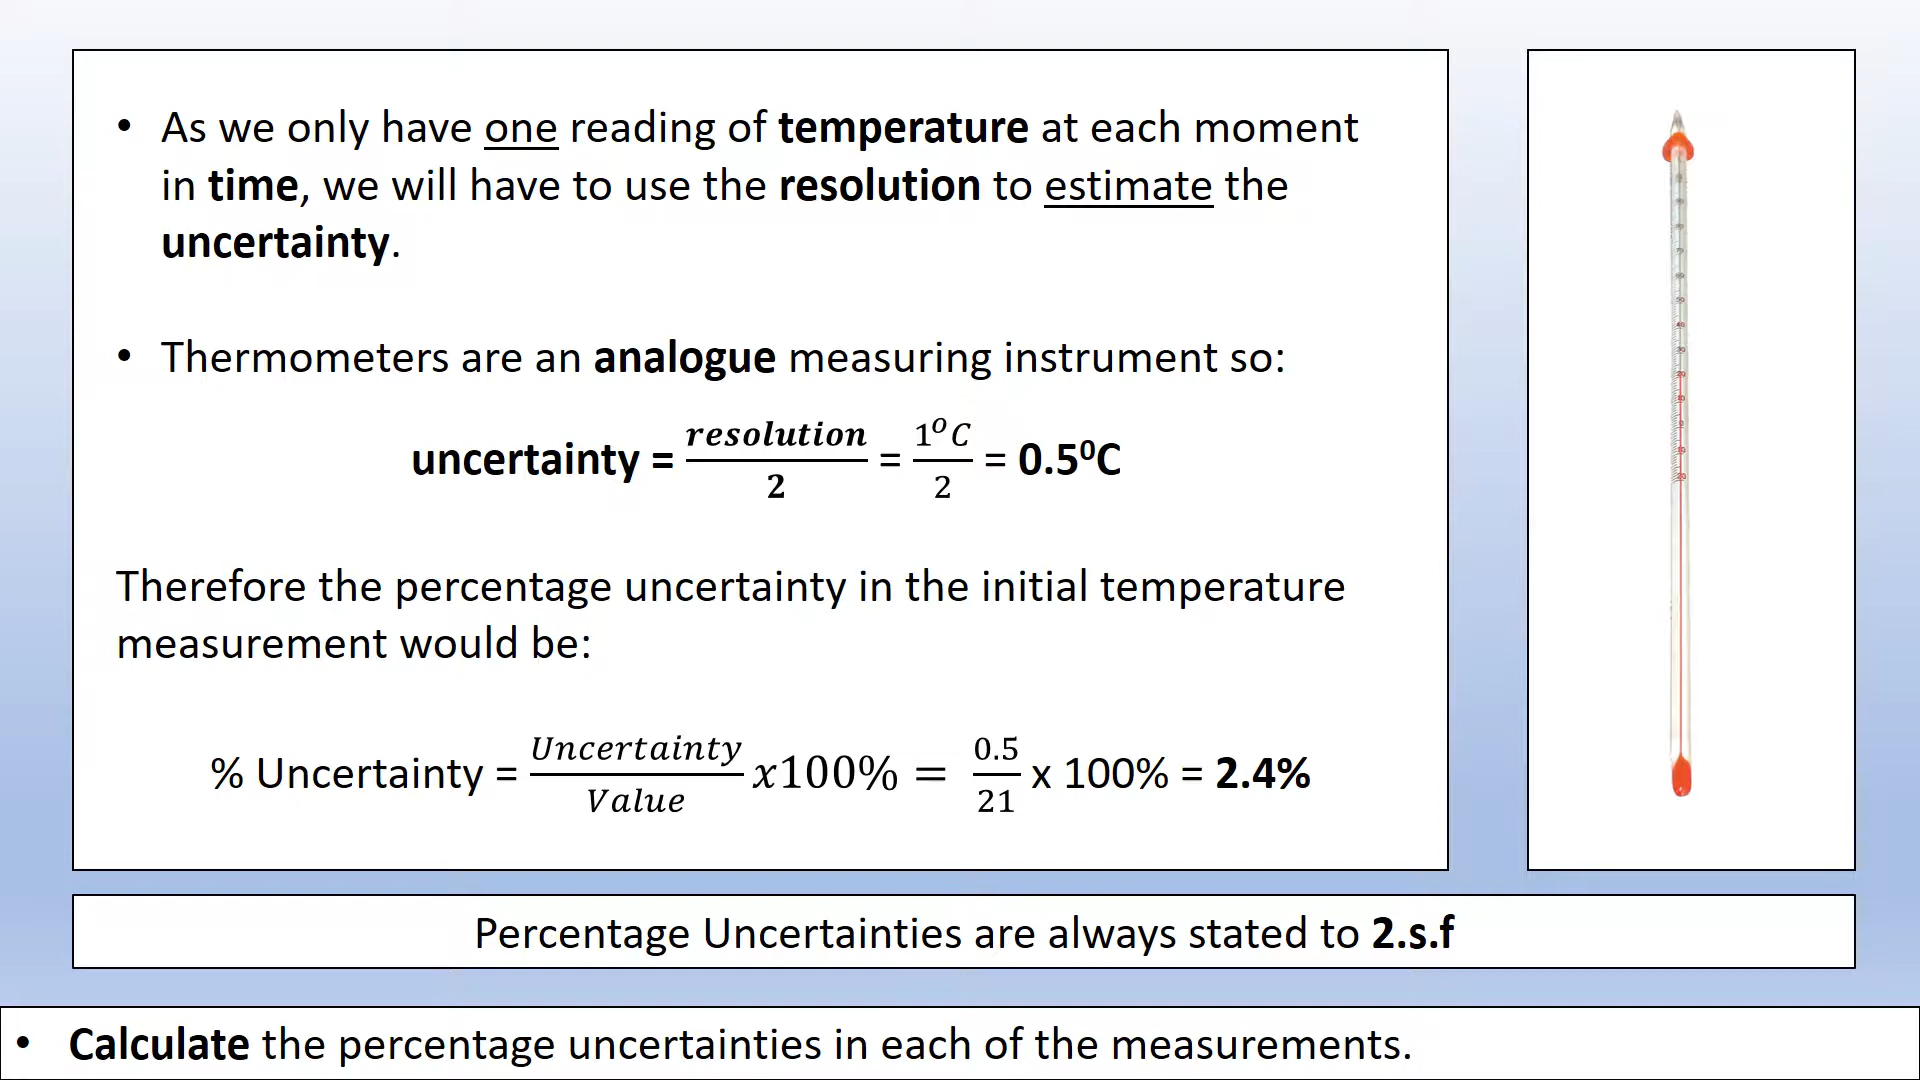 • As we only have one reading of temperature at each moment
in time, we will have to use the resolution to estimate the
uncertainty.
• Thermometers are an analogue measuring instrument so:
uncertainty = resolution/2 = 1°C/2 = 0.5⁰C
Therefore the percentage uncertainty in the initial temperature
measurement would be:
% Uncertainty = Uncertainty/Value x100% = 0.5/21 x 100% = 2.4%
Percentage Uncertainties are always stated to 2.s.f
• Calculate the percentage uncertainties in each of the measurements.